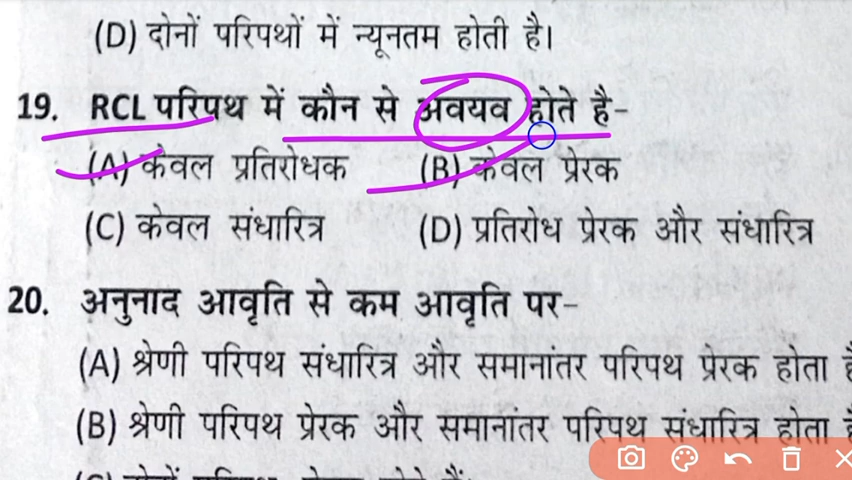 (D) दोनों परिपथों में न्यूनतम होती है।
19. RCL परिपथ में कौन से अवयव होते है-
(A) केवल प्रतिरोधक (B) केवल प्रेरक
(C) केवल संधारित्र (D) प्रतिरोध प्रेरक और संधारित्र
20. अनुनाद आवृति से कम आवृति पर-
(A) श्रेणी परिपथ संधारित्र और समानांतर परिपथ प्रेरक होता
(B) श्रेणी परिपथ प्रेरक और समानांतर परिपथ संधारित्र होता